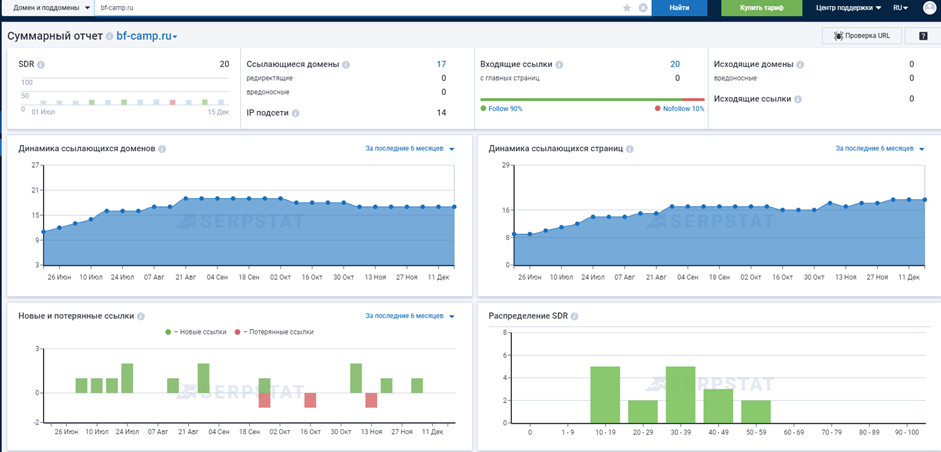 Домен и поддомены bf-camp.ru Найти Купить тариф Центр поддержки RU
Суммарный отчет bf-camp.ru Проверка URL ?
SDR 20
100
50
0
01 Июл 15 Дек
Ссылающиеся домены 17
редиректящие 0
вредоносные 0
IP подсети 14
Входящие ссылки 20
с главных страниц 0
Follow 90% Nofollow 10%
Исходящие домены 0
вредоносные 0
Исходящие ссылки 0
Динамика ссылающихся доменов За последние 6 месяцев
27
21
15
9
3
SERPSTAT
26 Июн 10 Июл 24 Июл 07 Авг 21 Авг 04 Сен 18 Сен 02 Окт 16 Окт 30 Окт 13 Ноя 27 Ноя 11 Дек
Динамика ссылающихся страниц За последние 6 месяцев
29
16
8
0
SERPSTAT
26 Июн 10 Июл 24 Июл 07 Авг 21 Авг 04 Сен 18 Сен 02 Окт 16 Окт 30 Окт 13 Ноя 27 Ноя 11 Дек
Новые и потерянные ссылки За последние 6 месяцев
– Новые ссылки – Потерянные ссылки
3
0
-2
SERPSTAT
26 Июн 10 Июл 24 Июл 07 Авг 21 Авг 04 Сен 18 Сен 02 Окт 16 Окт 30 Окт 13 Ноя 27 Ноя 11 Дек
Распределение SDR
8
6
4
2
0
SERPSTAT
0 1 - 9 10 - 19 20 - 29 30 - 39 40 - 49 50 - 59 60 - 69 70 - 79 80 - 89 90 - 100